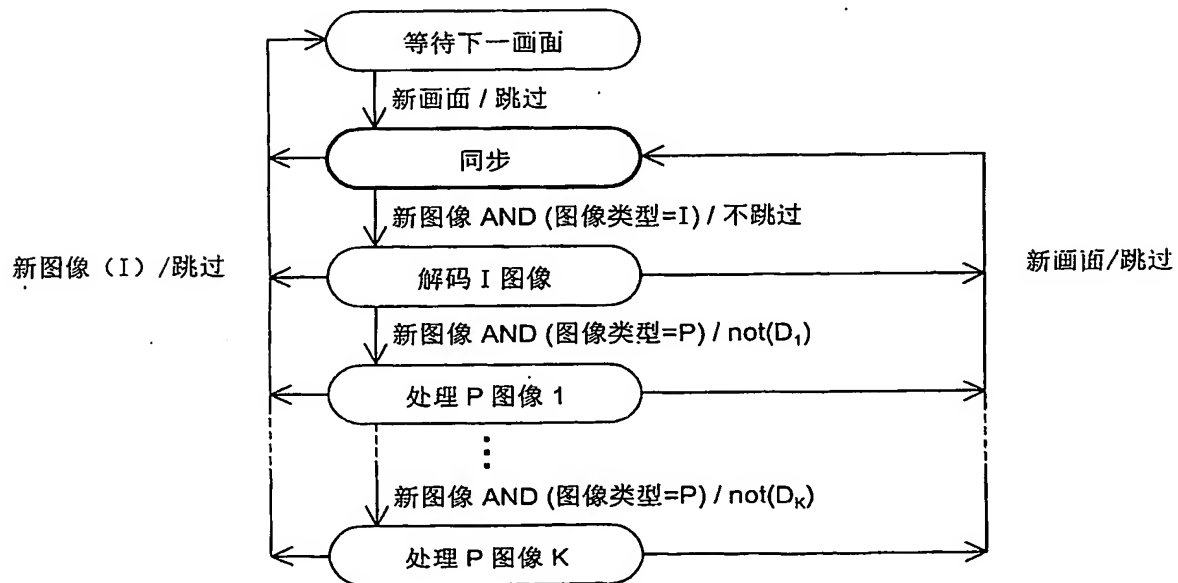 等待下一画面
新画面 / 跳过
同步
新图像 AND (图像类型=I) / 不跳过
新图像（I）/跳过
解码 I 图像
新画面/跳过
新图像 AND (图像类型=P) / not(D₁)
处理 P 图像 1
⋮
新图像 AND (图像类型=P) / not(Dₖ)
处理 P 图像 K